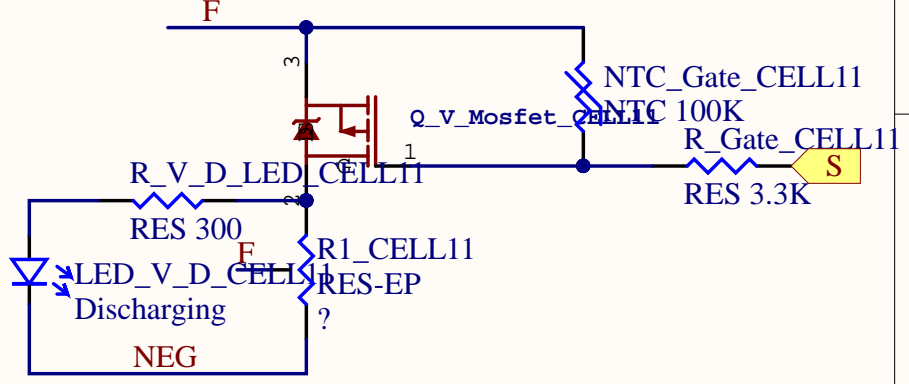 F
3
NTC_Gate_CELL11
NTC 100K
Q_V_Mosfet_CELL11
R_Gate_CELL11
1
G
S
RES 3.3K
R_V_D_LED_CELL11
2
RES 300
F
R1_CELL11
RES-EP
?
LED_V_D_CELL11
Discharging
NEG